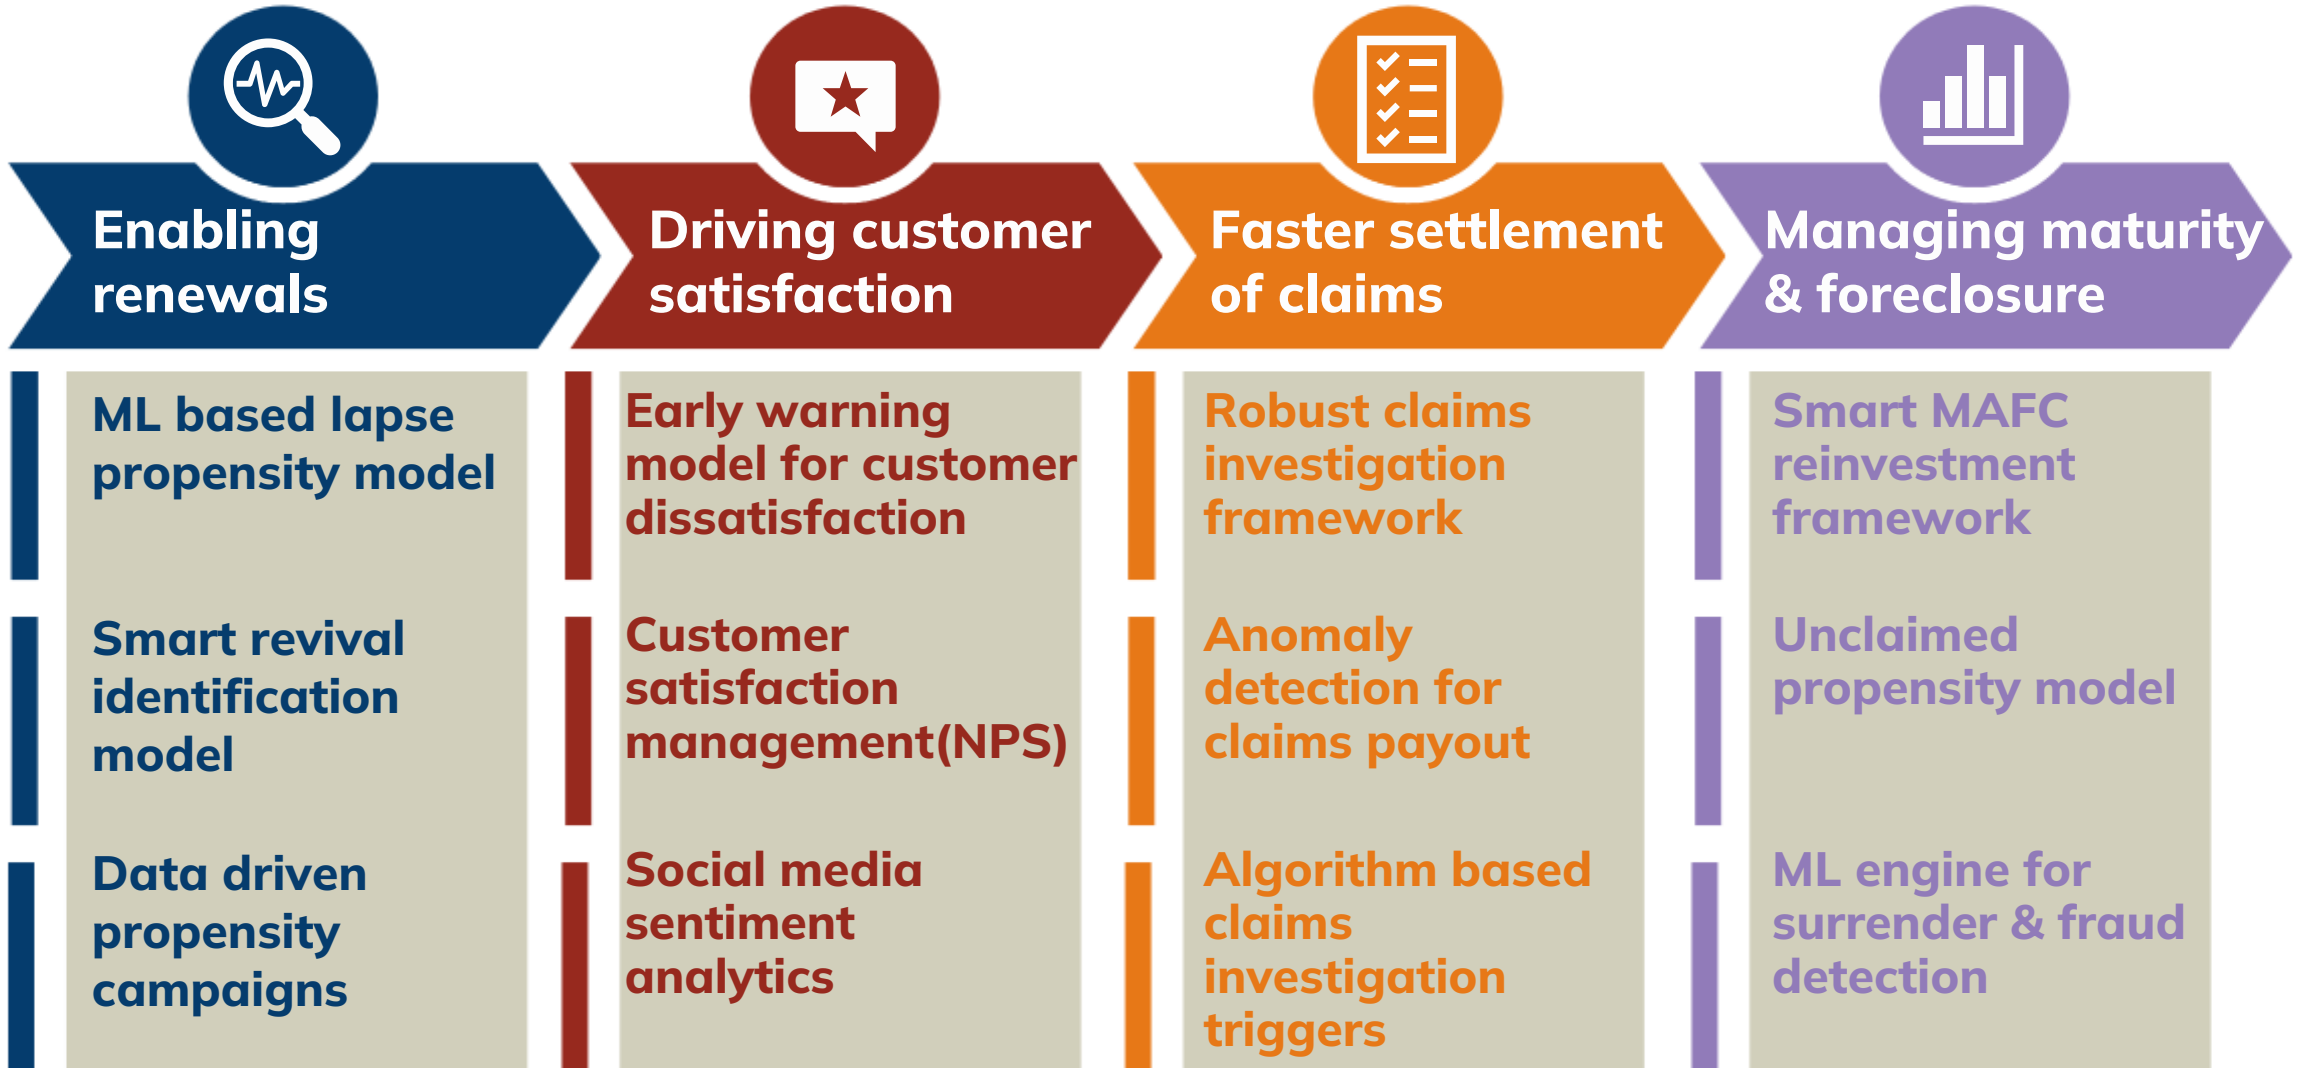 Enabling
renewals
Driving customer
satisfaction
Faster settlement
of claims
Managing maturity
& foreclosure
ML based lapse
propensity model
Smart revival
identification
model
Data driven
propensity
campaigns
Early warning
model for customer
dissatisfaction
Customer
satisfaction
management(NPS)
Social media
sentiment
analytics
Robust claims
investigation
framework
Anomaly
detection for
claims payout
Algorithm based
claims
investigation
triggers
Smart MAFC
reinvestment
framework
Unclaimed
propensity model
ML engine for
surrender & fraud
detection